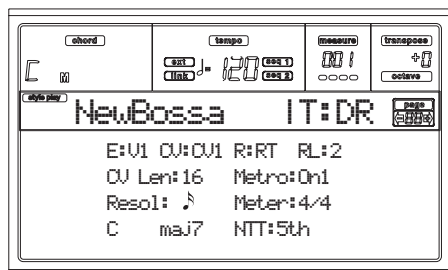 chord tempo measure transpose
C M ext link ♩= 120 seq 1 seq 2 001 +0 octave
style play NewBossa IT:DR page
E:V1 CV:CV1 R:RT RL:2
CV Len:16 Metro:On1
Resol: 𝅘𝅥𝅯 Meter:4/4
C maj7 NTT:5th